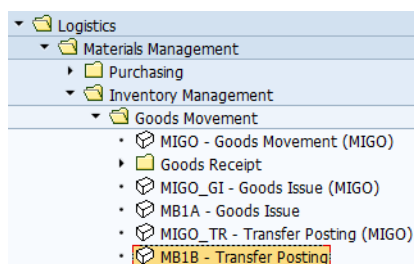 Logistics
Materials Management
Purchasing
Inventory Management
Goods Movement
MIGO - Goods Movement (MIGO)
Goods Receipt
MIGO_GI - Goods Issue (MIGO)
MB1A - Goods Issue
MIGO_TR - Transfer Posting (MIGO)
MB1B - Transfer Posting